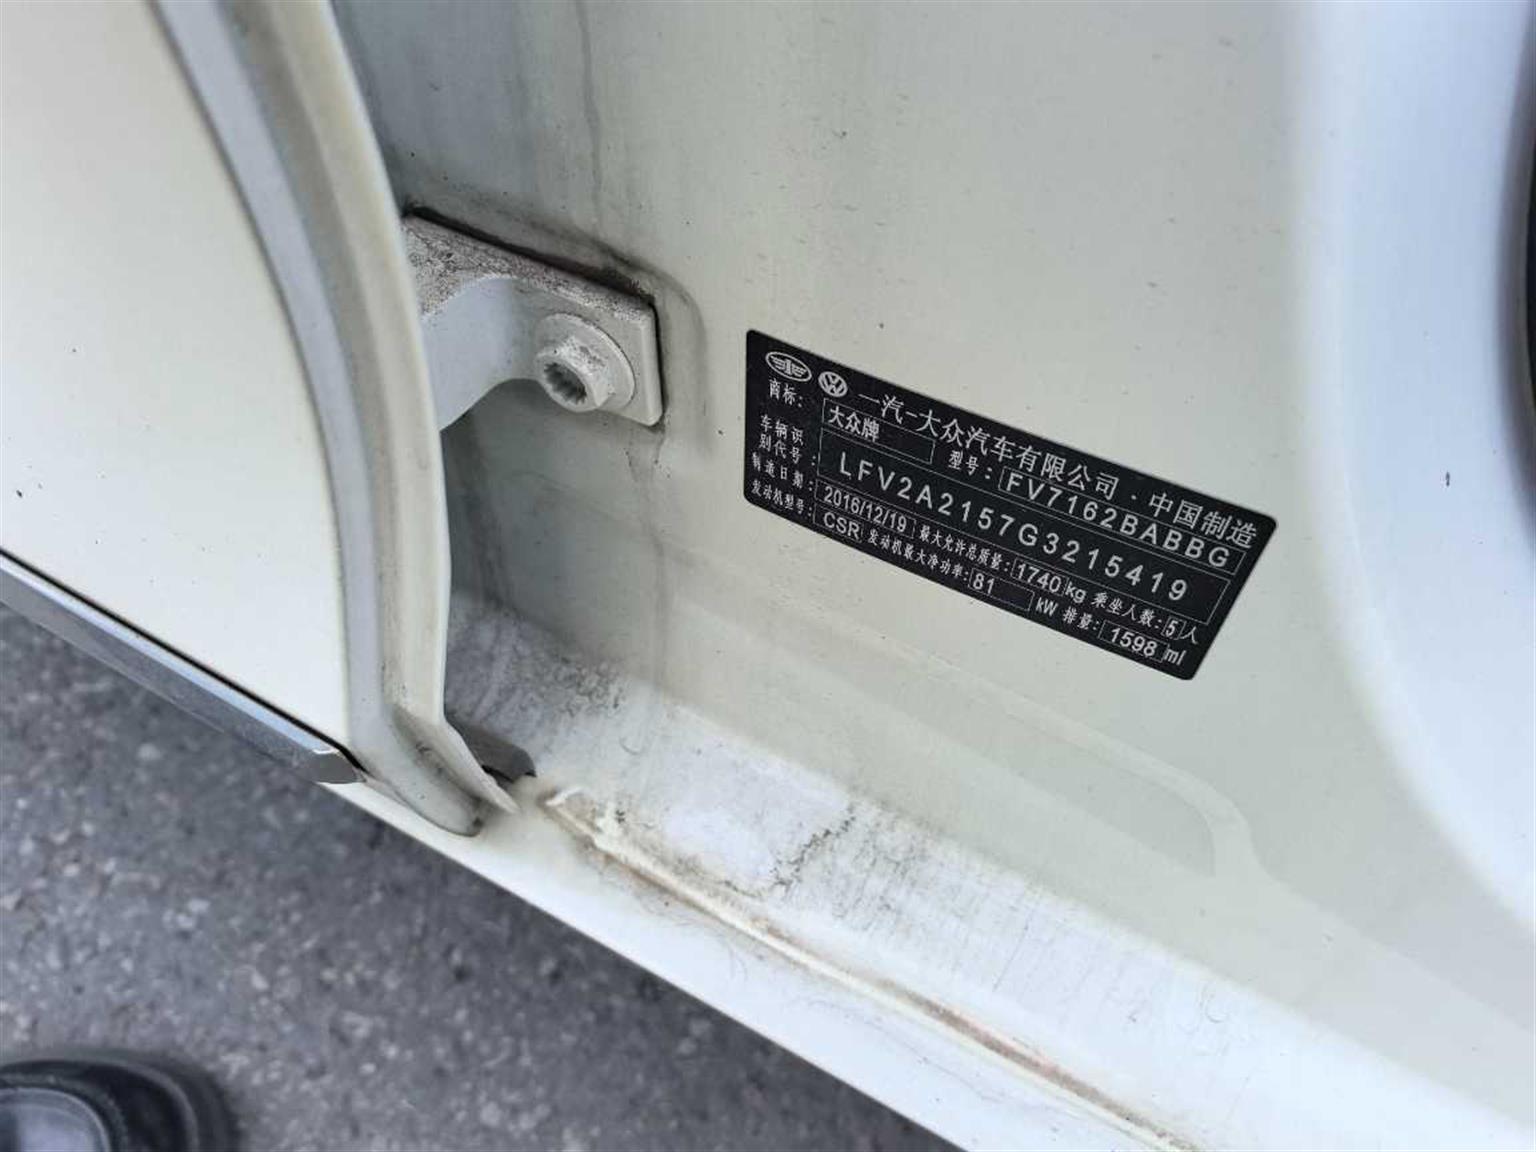 一汽-大众汽车有限公司 . 中国制造
商标: 大众牌 型号: FV7162BABBG
车辆识别代号: LFV2A2157G3215419
制造日期: 2016/12/19 最大允许总质量: 1740 kg 乘坐人数: 5 人
发动机型号: CSR 发动机最大净功率: 81 kW 排量: 1598 ml